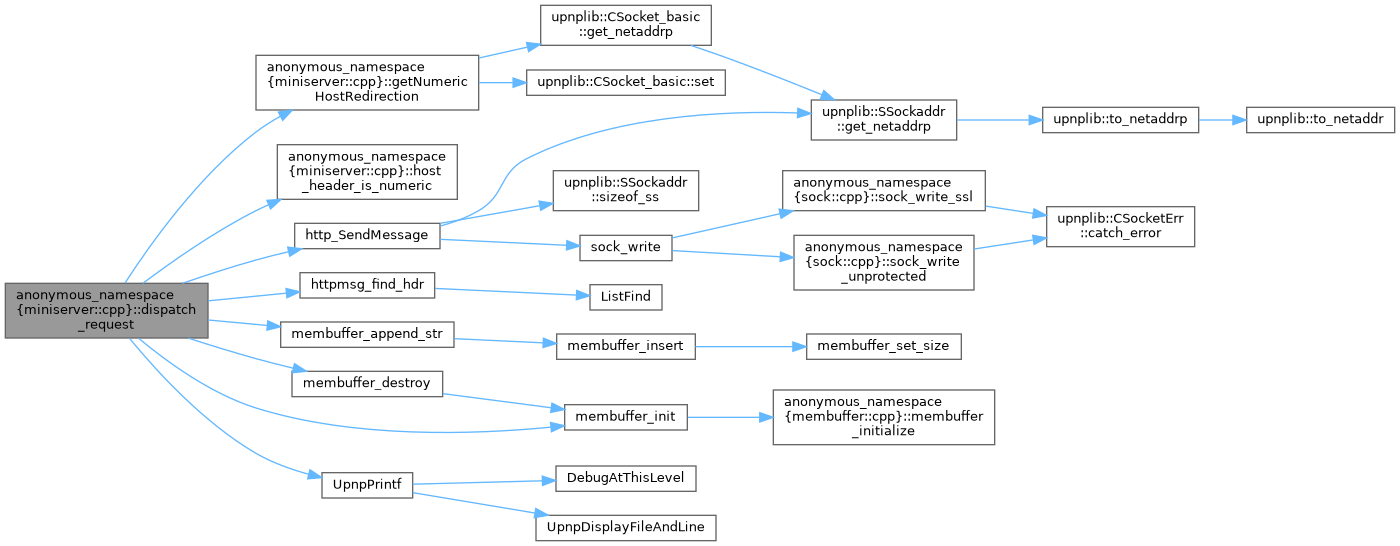 anonymous_namespace
{miniserver::cpp}::dispatch
_request
anonymous_namespace
{miniserver::cpp}::getNumeric
HostRedirection
upnplib::CSocket_basic
::get_netaddrp
upnplib::CSocket_basic::set
upnplib::SSockaddr
::get_netaddrp
upnplib::to_netaddrp
upnplib::to_netaddr
anonymous_namespace
{miniserver::cpp}::host
_header_is_numeric
http_SendMessage
upnplib::SSockaddr
::sizeof_ss
sock_write
anonymous_namespace
{sock::cpp}::sock_write_ssl
anonymous_namespace
{sock::cpp}::sock_write
_unprotected
upnplib::CSocketErr
::catch_error
httpmsg_find_hdr
ListFind
membuffer_append_str
membuffer_insert
membuffer_set_size
membuffer_destroy
membuffer_init
anonymous_namespace
{membuffer::cpp}::membuffer
_initialize
UpnpPrintf
DebugAtThisLevel
UpnpDisplayFileAndLine